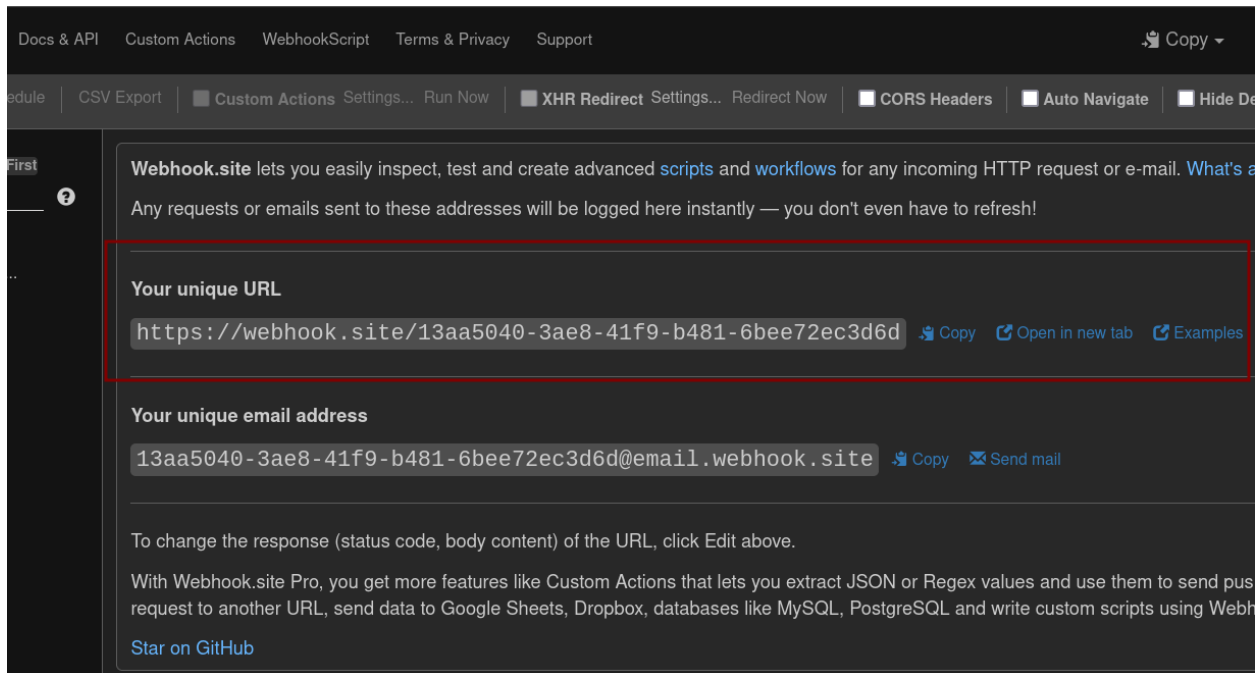 Docs & API Custom Actions WebhookScript Terms & Privacy Support Copy
edule CSV Export Custom Actions Settings... Run Now XHR Redirect Settings... Redirect Now CORS Headers Auto Navigate Hide De
First
Webhook.site lets you easily inspect, test and create advanced scripts and workflows for any incoming HTTP request or e-mail. What's a
?
Any requests or emails sent to these addresses will be logged here instantly — you don't even have to refresh!
..
Your unique URL
https://webhook.site/13aa5040-3ae8-41f9-b481-6bee72ec3d6d Copy Open in new tab Examples
Your unique email address
13aa5040-3ae8-41f9-b481-6bee72ec3d6d@email.webhook.site Copy Send mail
To change the response (status code, body content) of the URL, click Edit above.
With Webhook.site Pro, you get more features like Custom Actions that lets you extract JSON or Regex values and use them to send pus
request to another URL, send data to Google Sheets, Dropbox, databases like MySQL, PostgreSQL and write custom scripts using Webh
Star on GitHub